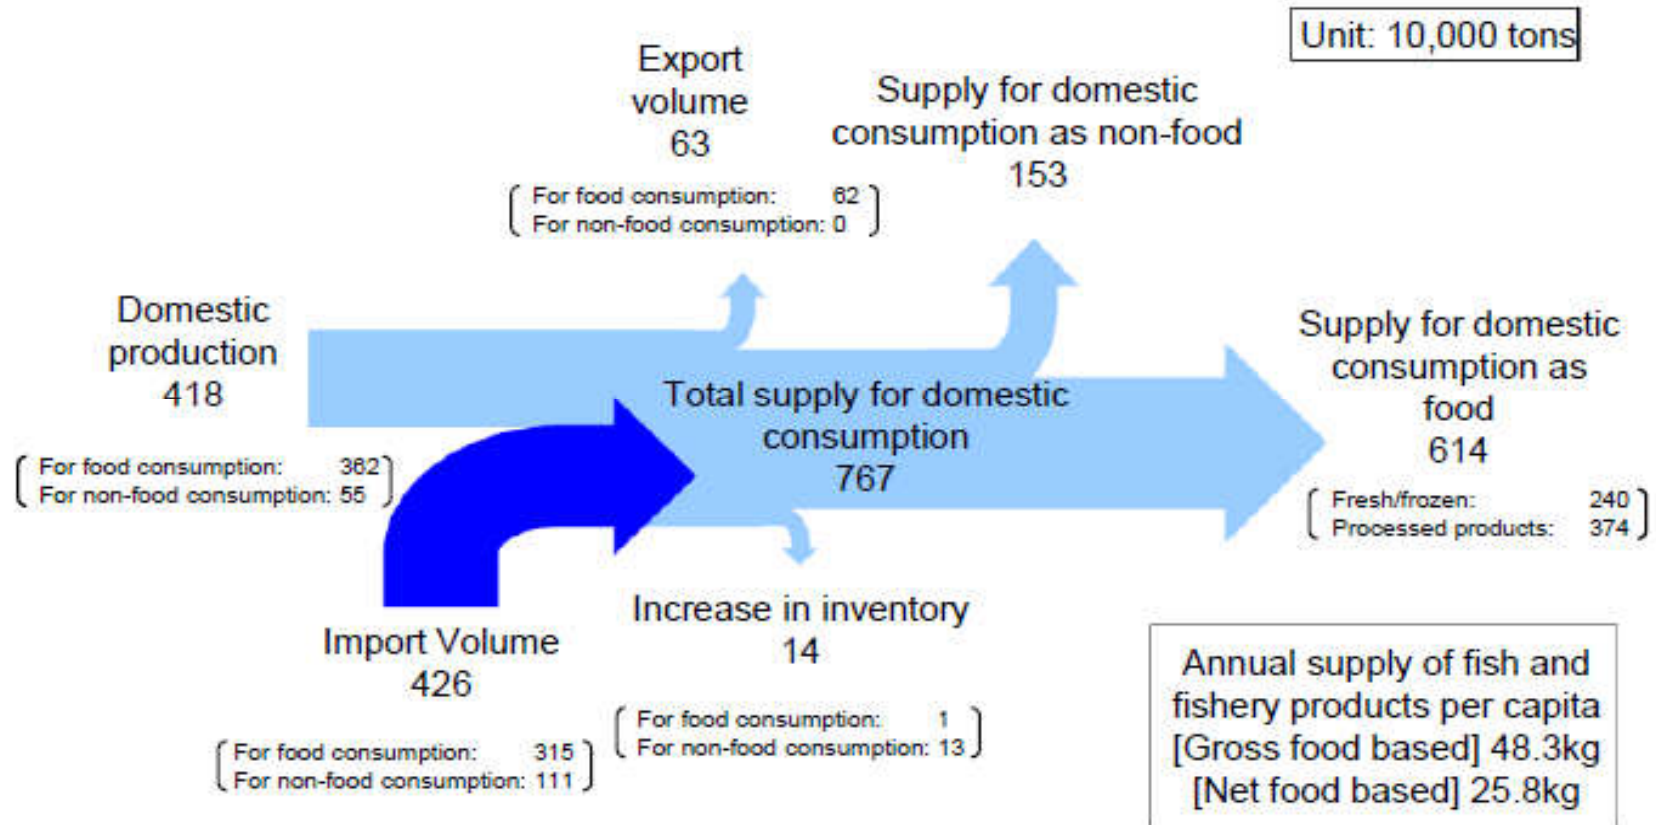 Unit: 10,000 tons
Export
volume
63
For food consumption: 62
For non-food consumption: 0
Supply for domestic
consumption as non-food
153
Domestic
production
418
For food consumption: 362
For non-food consumption: 55
Total supply for domestic
consumption
767
Supply for domestic
consumption as
food
614
Fresh/frozen: 240
Processed products: 374
Import Volume
426
For food consumption: 315
For non-food consumption: 111
Increase in inventory
14
For food consumption: 1
For non-food consumption: 13
Annual supply of fish and
fishery products per capita
[Gross food based] 48.3kg
[Net food based] 25.8kg